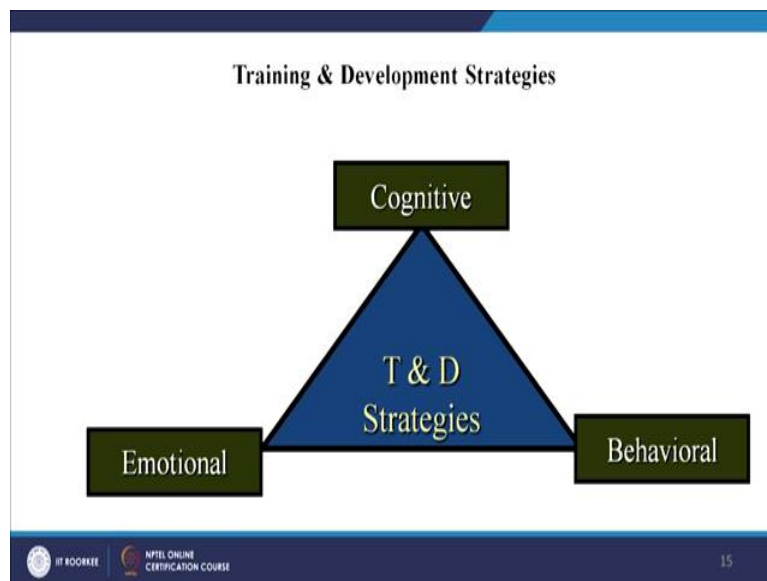 Training & Development Strategies
Cognitive
T & D
Strategies
Emotional
Behavioral
IIT ROORKEE
NPTEL ONLINE
CERTIFICATION COURSE
15